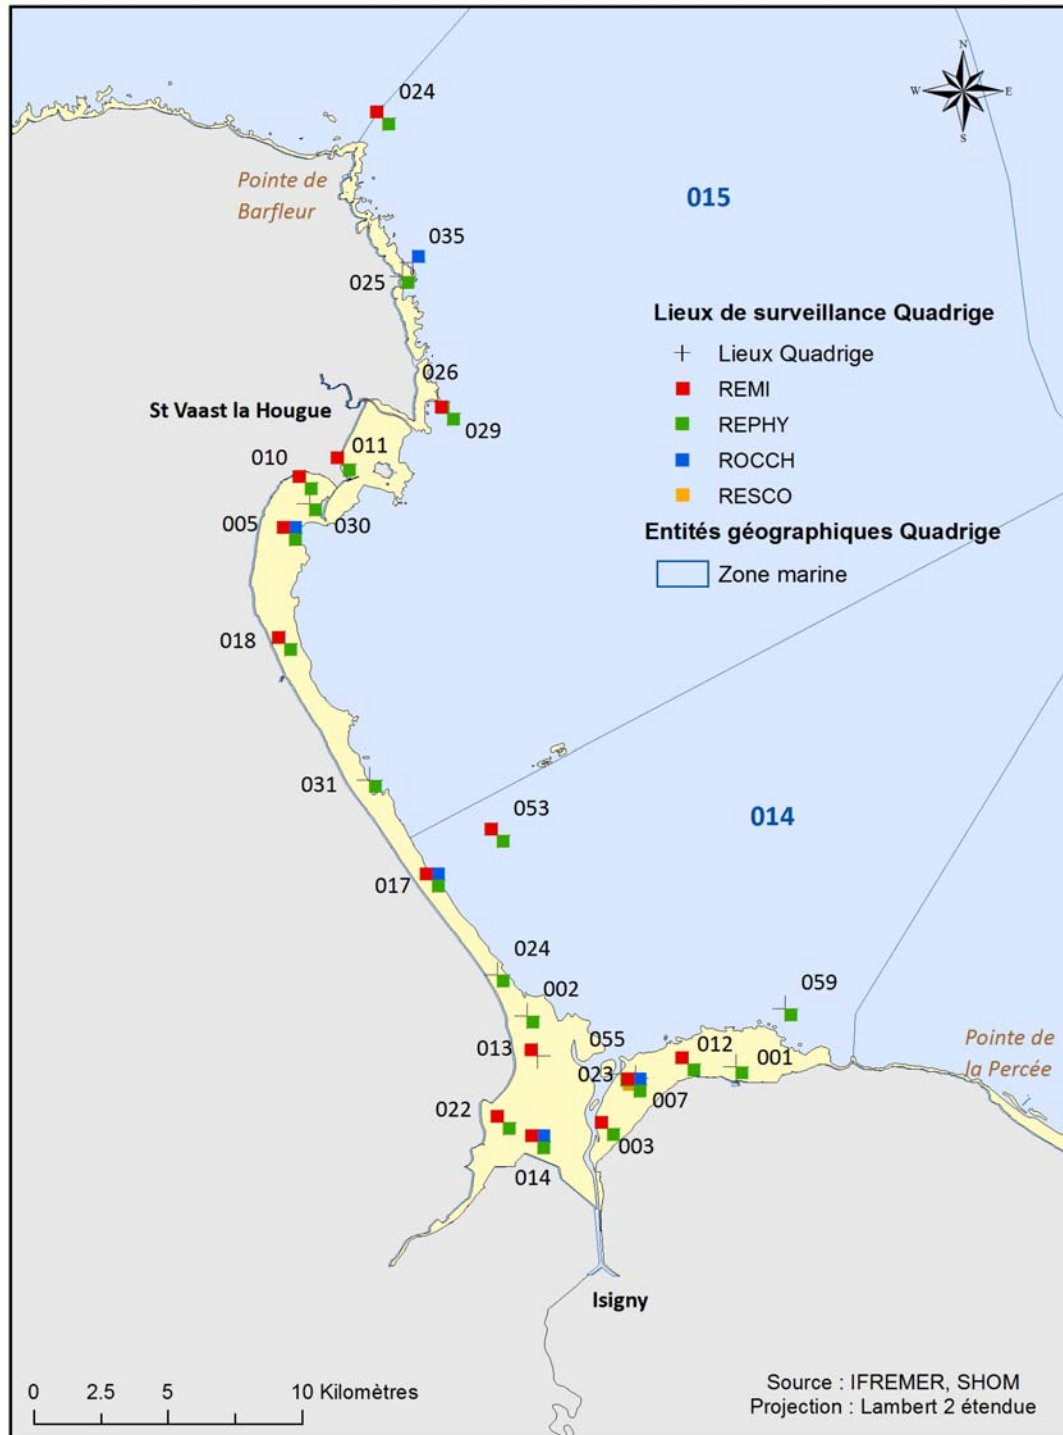 024
N
W
E
S
Pointe de
Barfleur
015
035
025
Lieux de surveillance Quadrige
Lieux Quadrige
REMI
REPHY
ROCCH
RESCO
Entités géographiques Quadrige
Zone marine
026
St Vaast la Hougue
029
011
010
005
030
018
031
053
014
017
024
002
059
013
055
012
001
023
007
022
003
014
Pointe de
la Percée
Isigny
0 2.5 5 10 Kilomètres
Source : IFREMER, SHOM
Projection : Lambert 2 étendue